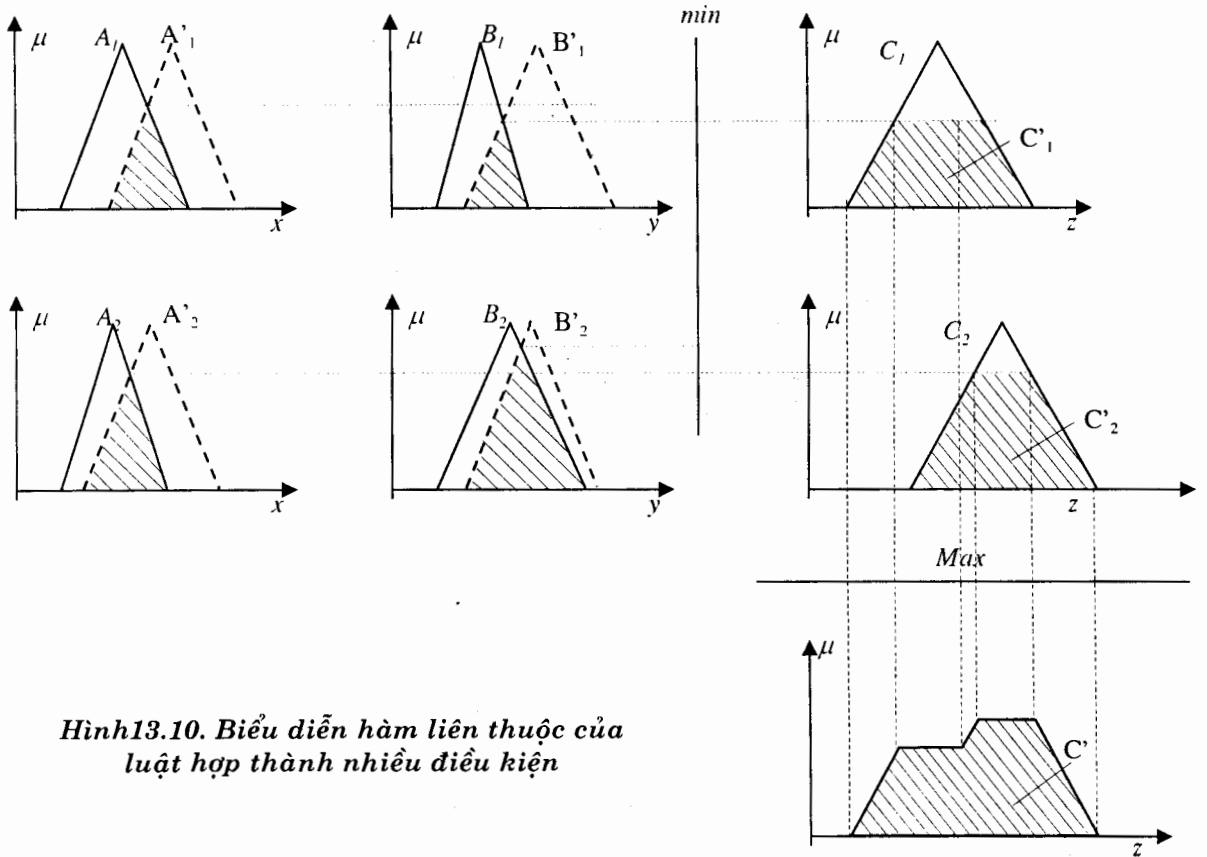 min
μ A₁ A'₁
μ B₁ B'₁
μ C₁
C'₁
x
y
z
μ A₂ A'₂
μ B₂ B'₂
μ C₂
C'₂
x
y
z
Max
μ
C'
z
Hình13.10. Biểu diễn hàm liên thuộc của
luật hợp thành nhiều điều kiện